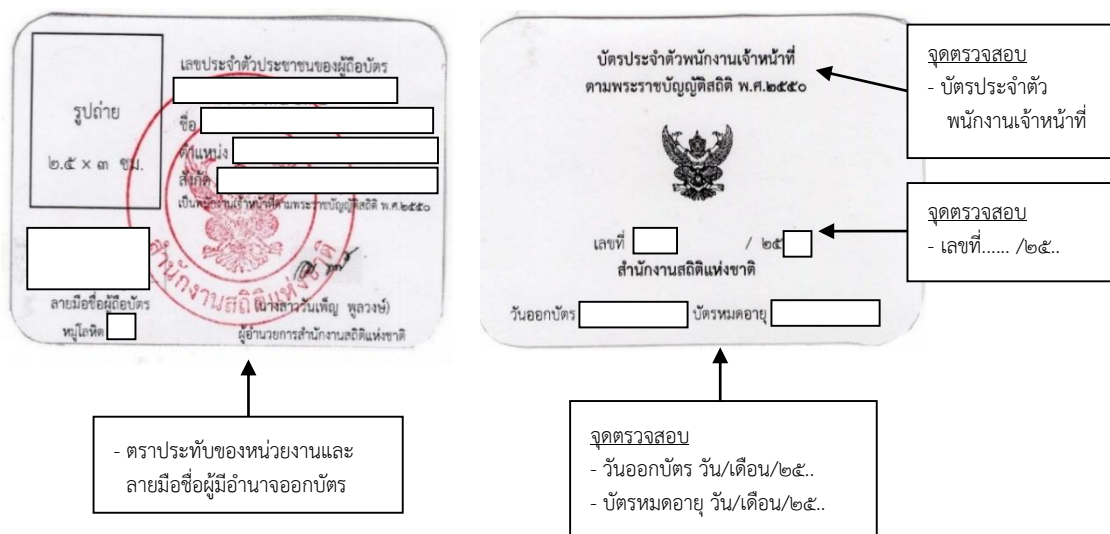 เลขประจำตัวประชาชนของผู้ถือบัตร
รูปถ่าย
๒.๕ × ๓ ซม.
ชื่อ
ตำแหน่ง
สังกัด
เป็นพนักงานเจ้าหน้าที่ตามพระราชบัญญัติสถิติ พ.ศ.๒๕๕๐
สำนักงานสถิติแห่งชาติ
ลายมือชื่อผู้ถือบัตร
(นางสาววันเพ็ญ พูลวงษ์)
หมู่โลหิต
ผู้อำนวยการสำนักงานสถิติแห่งชาติ
บัตรประจำตัวพนักงานเจ้าหน้าที่
ตามพระราชบัญญัติสถิติ พ.ศ.๒๕๕๐
เลขที่ / ๒๕
สำนักงานสถิติแห่งชาติ
วันออกบัตร บัตรหมดอายุ
จุดตรวจสอบ
- บัตรประจำตัว
พนักงานเจ้าหน้าที่
จุดตรวจสอบ
- เลขที่...... /๒๕..
- ตราประทับของหน่วยงานและ
ลายมือชื่อผู้มีอำนาจออกบัตร
จุดตรวจสอบ
- วันออกบัตร วัน/เดือน/๒๕..
- บัตรหมดอายุ วัน/เดือน/๒๕..